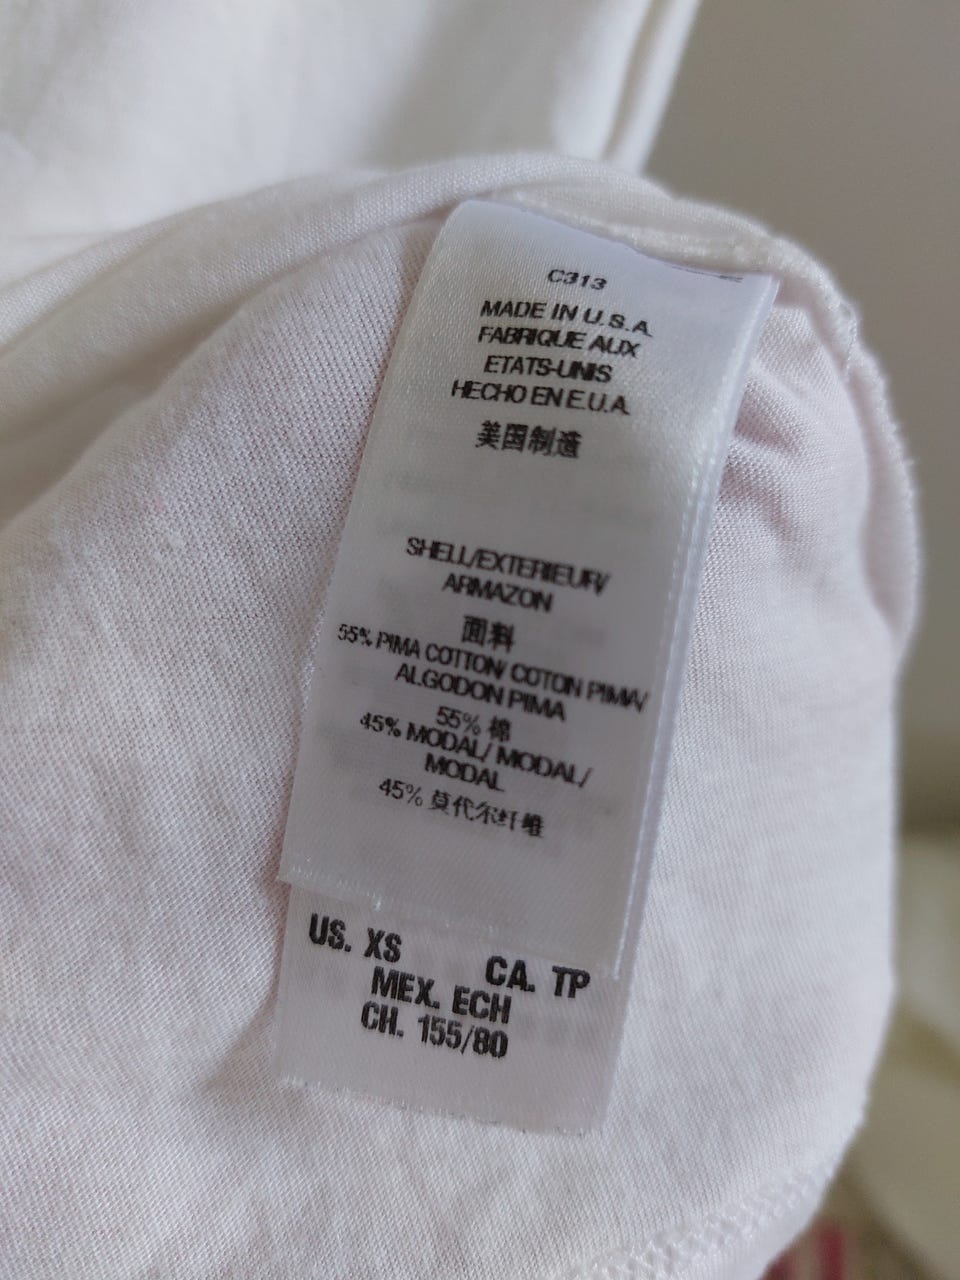 C313
MADE IN U.S.A.
FABRIQUE AUX
ETATS-UNIS
HECHO EN E.U.A.
美国制造
SHELL/EXTERIEUR/
ARMAZON
面料
55% PIMA COTTON/ COTON PIMA/
ALGODON PIMA
55% 棉
45% MODAL/ MODAL/
MODAL
45% 莫代尔纤维
US. XS CA. TP
MEX. ECH
CH. 155/80